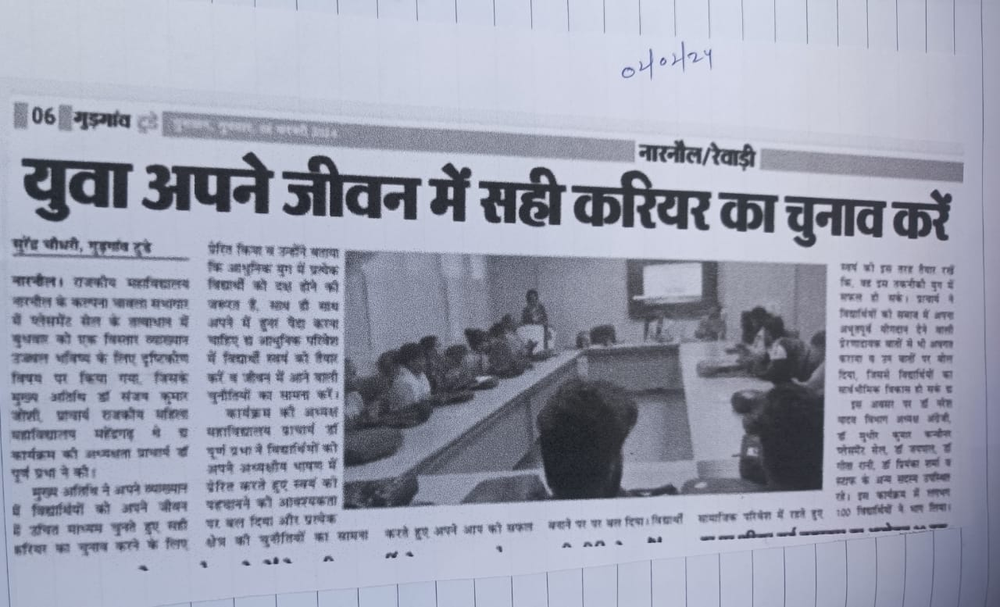 02/02/24
06 गुड़गांव टुडे
नारनौल/रेवाड़ी
युवा अपने जीवन में सही करियर का चुनाव करें
सुरेंद्र चौधरी, गुड़गांव टुडे
नारनौल। राजकीय महाविद्यालय
नारनौल के कल्पना चावला सभागार
में प्लेसमेंट सेल के तत्वाधान में
बुधवार को एक विस्तार व्याख्यान
उज्वल भविष्य के लिए दृष्टिकोण
विषय पर किया गया, जिसके
मुख्य अतिथि डॉ संजय कुमार
जोशी, प्राचार्य राजकीय महिला
महाविद्यालय महेंद्रगढ़ थे
कार्यक्रम की अध्यक्षता प्राचार्य डॉ
पूर्ण प्रभा ने की।
मुख्य अतिथि ने अपने व्याख्यान
में विद्यार्थियों को अपने जीवन
में उचित माध्यम चुनते हुए सही
करियर का चुनाव करने के लिए
प्रेरित किया व उन्होंने बताया
कि आधुनिक युग में प्रत्येक
विद्यार्थी को दक्ष होने की
जरूरत है, साथ ही साथ
अपने में हुनर पैदा करना
चाहिए आधुनिक परिवेश
में विद्यार्थी स्वयं को तैयार
करें व जीवन में आने वाली
चुनौतियों का सामना करें।
कार्यक्रम की अध्यक्ष
महाविद्यालय प्राचार्य डॉ
पूर्ण प्रभा ने विद्यार्थियों को
अपने अध्यक्षीय भाषण में
प्रेरित करते हुए स्वयं को
पहचानने की आवश्यकता
पर बल दिया और प्रत्येक
क्षेत्र की चुनौतियों का सामना
करते हुए अपने आप को सफल
बनाने पर पर बल दिया। विद्यार्थी
सामाजिक परिवेश में रहते हुए
स्वयं को इस तरह तैयार रखें
कि, वह इस तकनीकी युग में
सफल हो सके। प्राचार्य ने
विद्यार्थियों को समाज में अपना
अभूतपूर्व योगदान देने वाली
प्रेरणादायक बातों से भी अवगत
कराया व उन बातों पर बोल
दिया, जिससे विद्यार्थियों का
सार्वभौमिक विकास हो सके
इस अवसर पर डॉ
यादव विभाग अध्यक्ष अंग्रेजी,
डॉ सुधीर कुमार कन्वीनर
प्लेसमेंट सेल, डॉ जयपाल, डॉ
गीता रानी, डॉ प्रियंका शर्मा व
स्टाफ के अन्य सदस्य उपस्थित
रहे। इस कार्यक्रम में लगभग
100 विद्यार्थियों ने भाग लिया।